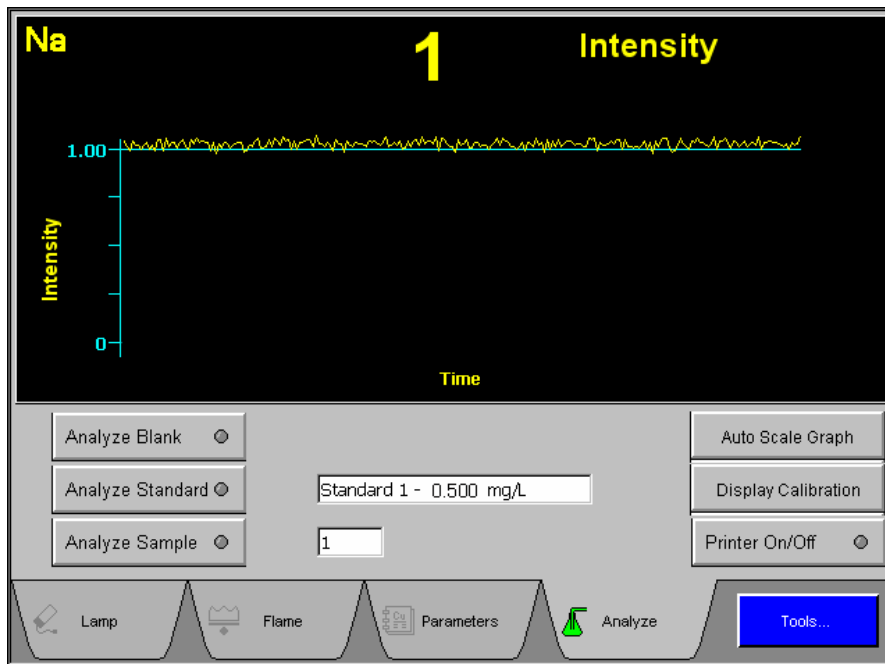 Na 1 Intensity
1.00
Intensity
0
Time
Analyze Blank
Auto Scale Graph
Analyze Standard
Standard 1 - 0.500 mg/L
Display Calibration
Analyze Sample
1
Printer On/Off
Lamp
Flame
Cu
Parameters
Analyze
Tools...